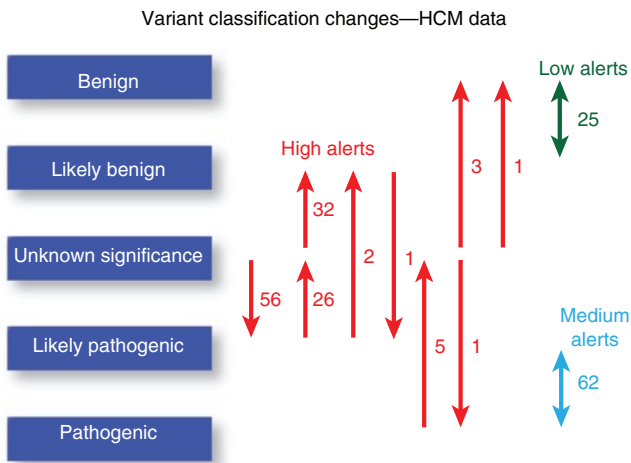 Variant classification changes—HCM data
Benign
Low alerts
25
High alerts
Likely benign
3
1
32
Unknown significance
2
1
56
26
Medium
alerts
Likely pathogenic
5
1
62
Pathogenic